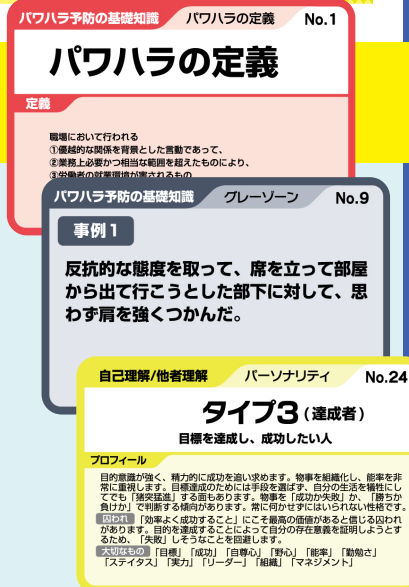 パワハラ予防の基礎知識 パワハラの定義 No.1
パワハラの定義
定義
職場において行われる
①優越的な関係を背景とした言動であって、
②業務上必要かつ相当な範囲を超えたものにより、
③労働者の就業環境が害されるもの
パワハラ予防の基礎知識 グレーゾーン No.9
事例1
反抗的な態度を取って、席を立って部屋
から出て行こうとした部下に対して、思
わず肩を強くつかんだ。
自己理解/他者理解 パーソナリティ No.24
タイプ3(達成者)
目標を達成し、成功したい人
プロフィール
目的意識が強く、精力的に成功を追い求めます。物事を組織化し、能率を非
常に重視します。目標達成のためには手段を選ばず、自分の生活を犠牲にし
てでも「猪突猛進」する面もあります。物事を「成功か失敗」か、「勝ちか
負けか」で判断する傾向があります。常に何かせずにはいられない性格です。
囚われ 「効率よく成功すること」にこそ最高の価値があると信じる囚われ
があります。目的を達成することによって自分の存在意義を証明しようとす
るため、「失敗」しそうなことを回避します。
大切なもの 「目標」「成功」「自尊心」「野心」「能率」「勤勉さ」
「ステイタス」「実力」「リーダー」「組織」「マネジメント」